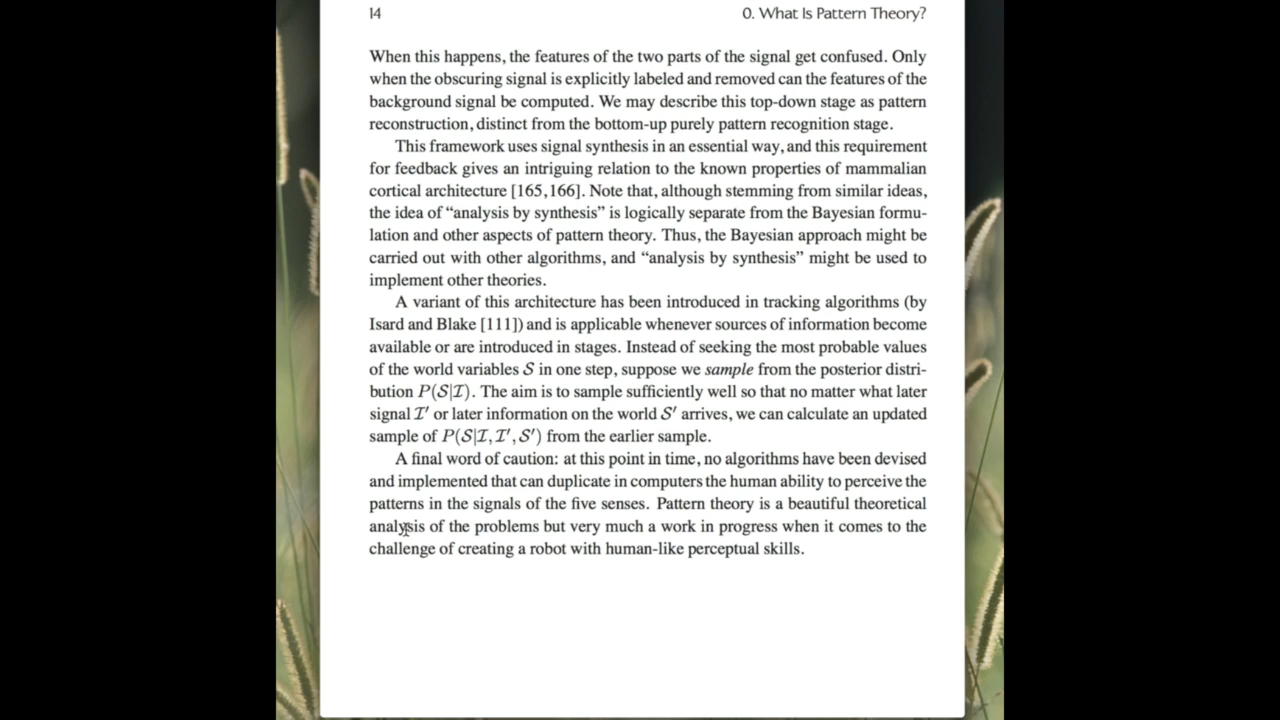 14
0. What Is Pattern Theory?
When this happens, the features of the two parts of the signal get confused. Only
when the obscuring signal is explicitly labeled and removed can the features of the
background signal be computed. We may describe this top-down stage as pattern
reconstruction, distinct from the bottom-up purely pattern recognition stage.
This framework uses signal synthesis in an essential way, and this requirement
for feedback gives an intriguing relation to the known properties of mammalian
cortical architecture [165,166]. Note that, although stemming from similar ideas,
the idea of “analysis by synthesis” is logically separate from the Bayesian formu-
lation and other aspects of pattern theory. Thus, the Bayesian approach might be
carried out with other algorithms, and “analysis by synthesis” might be used to
implement other theories.
A variant of this architecture has been introduced in tracking algorithms (by
Isard and Blake [111]) and is applicable whenever sources of information become
available or are introduced in stages. Instead of seeking the most probable values
of the world variables S in one step, suppose we sample from the posterior distri-
bution P(S|I). The aim is to sample sufficiently well so that no matter what later
signal I′ or later information on the world S′ arrives, we can calculate an updated
sample of P(S|I, I′, S′) from the earlier sample.
A final word of caution: at this point in time, no algorithms have been devised
and implemented that can duplicate in computers the human ability to perceive the
patterns in the signals of the five senses. Pattern theory is a beautiful theoretical
analysis of the problems but very much a work in progress when it comes to the
challenge of creating a robot with human-like perceptual skills.